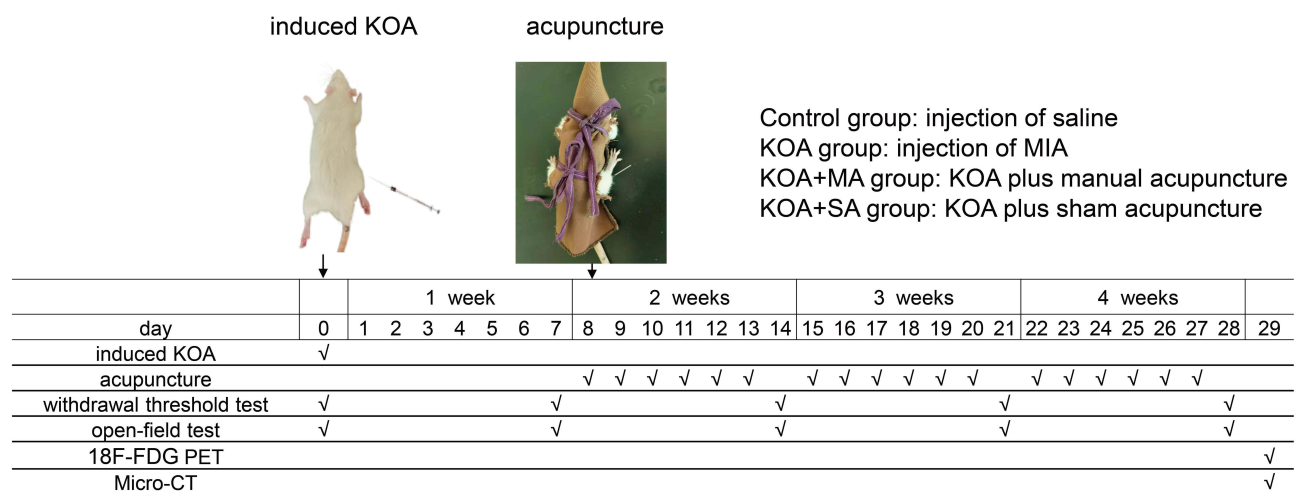 induced KOA
acupuncture
Control group: injection of saline
KOA group: injection of MIA
KOA+MA group: KOA plus manual acupuncture
KOA+SA group: KOA plus sham acupuncture
1 week 2 weeks 3 weeks 4 weeks
day 0 1 2 3 4 5 6 7 8 9 10 11 12 13 14 15 16 17 18 19 20 21 22 23 24 25 26 27 28 29
induced KOA √
acupuncture √ √ √ √ √ √ √ √ √ √ √ √ √ √ √ √ √ √
withdrawal threshold test √ √ √ √ √
open-field test √ √ √ √ √
18F-FDG PET √
Micro-CT √